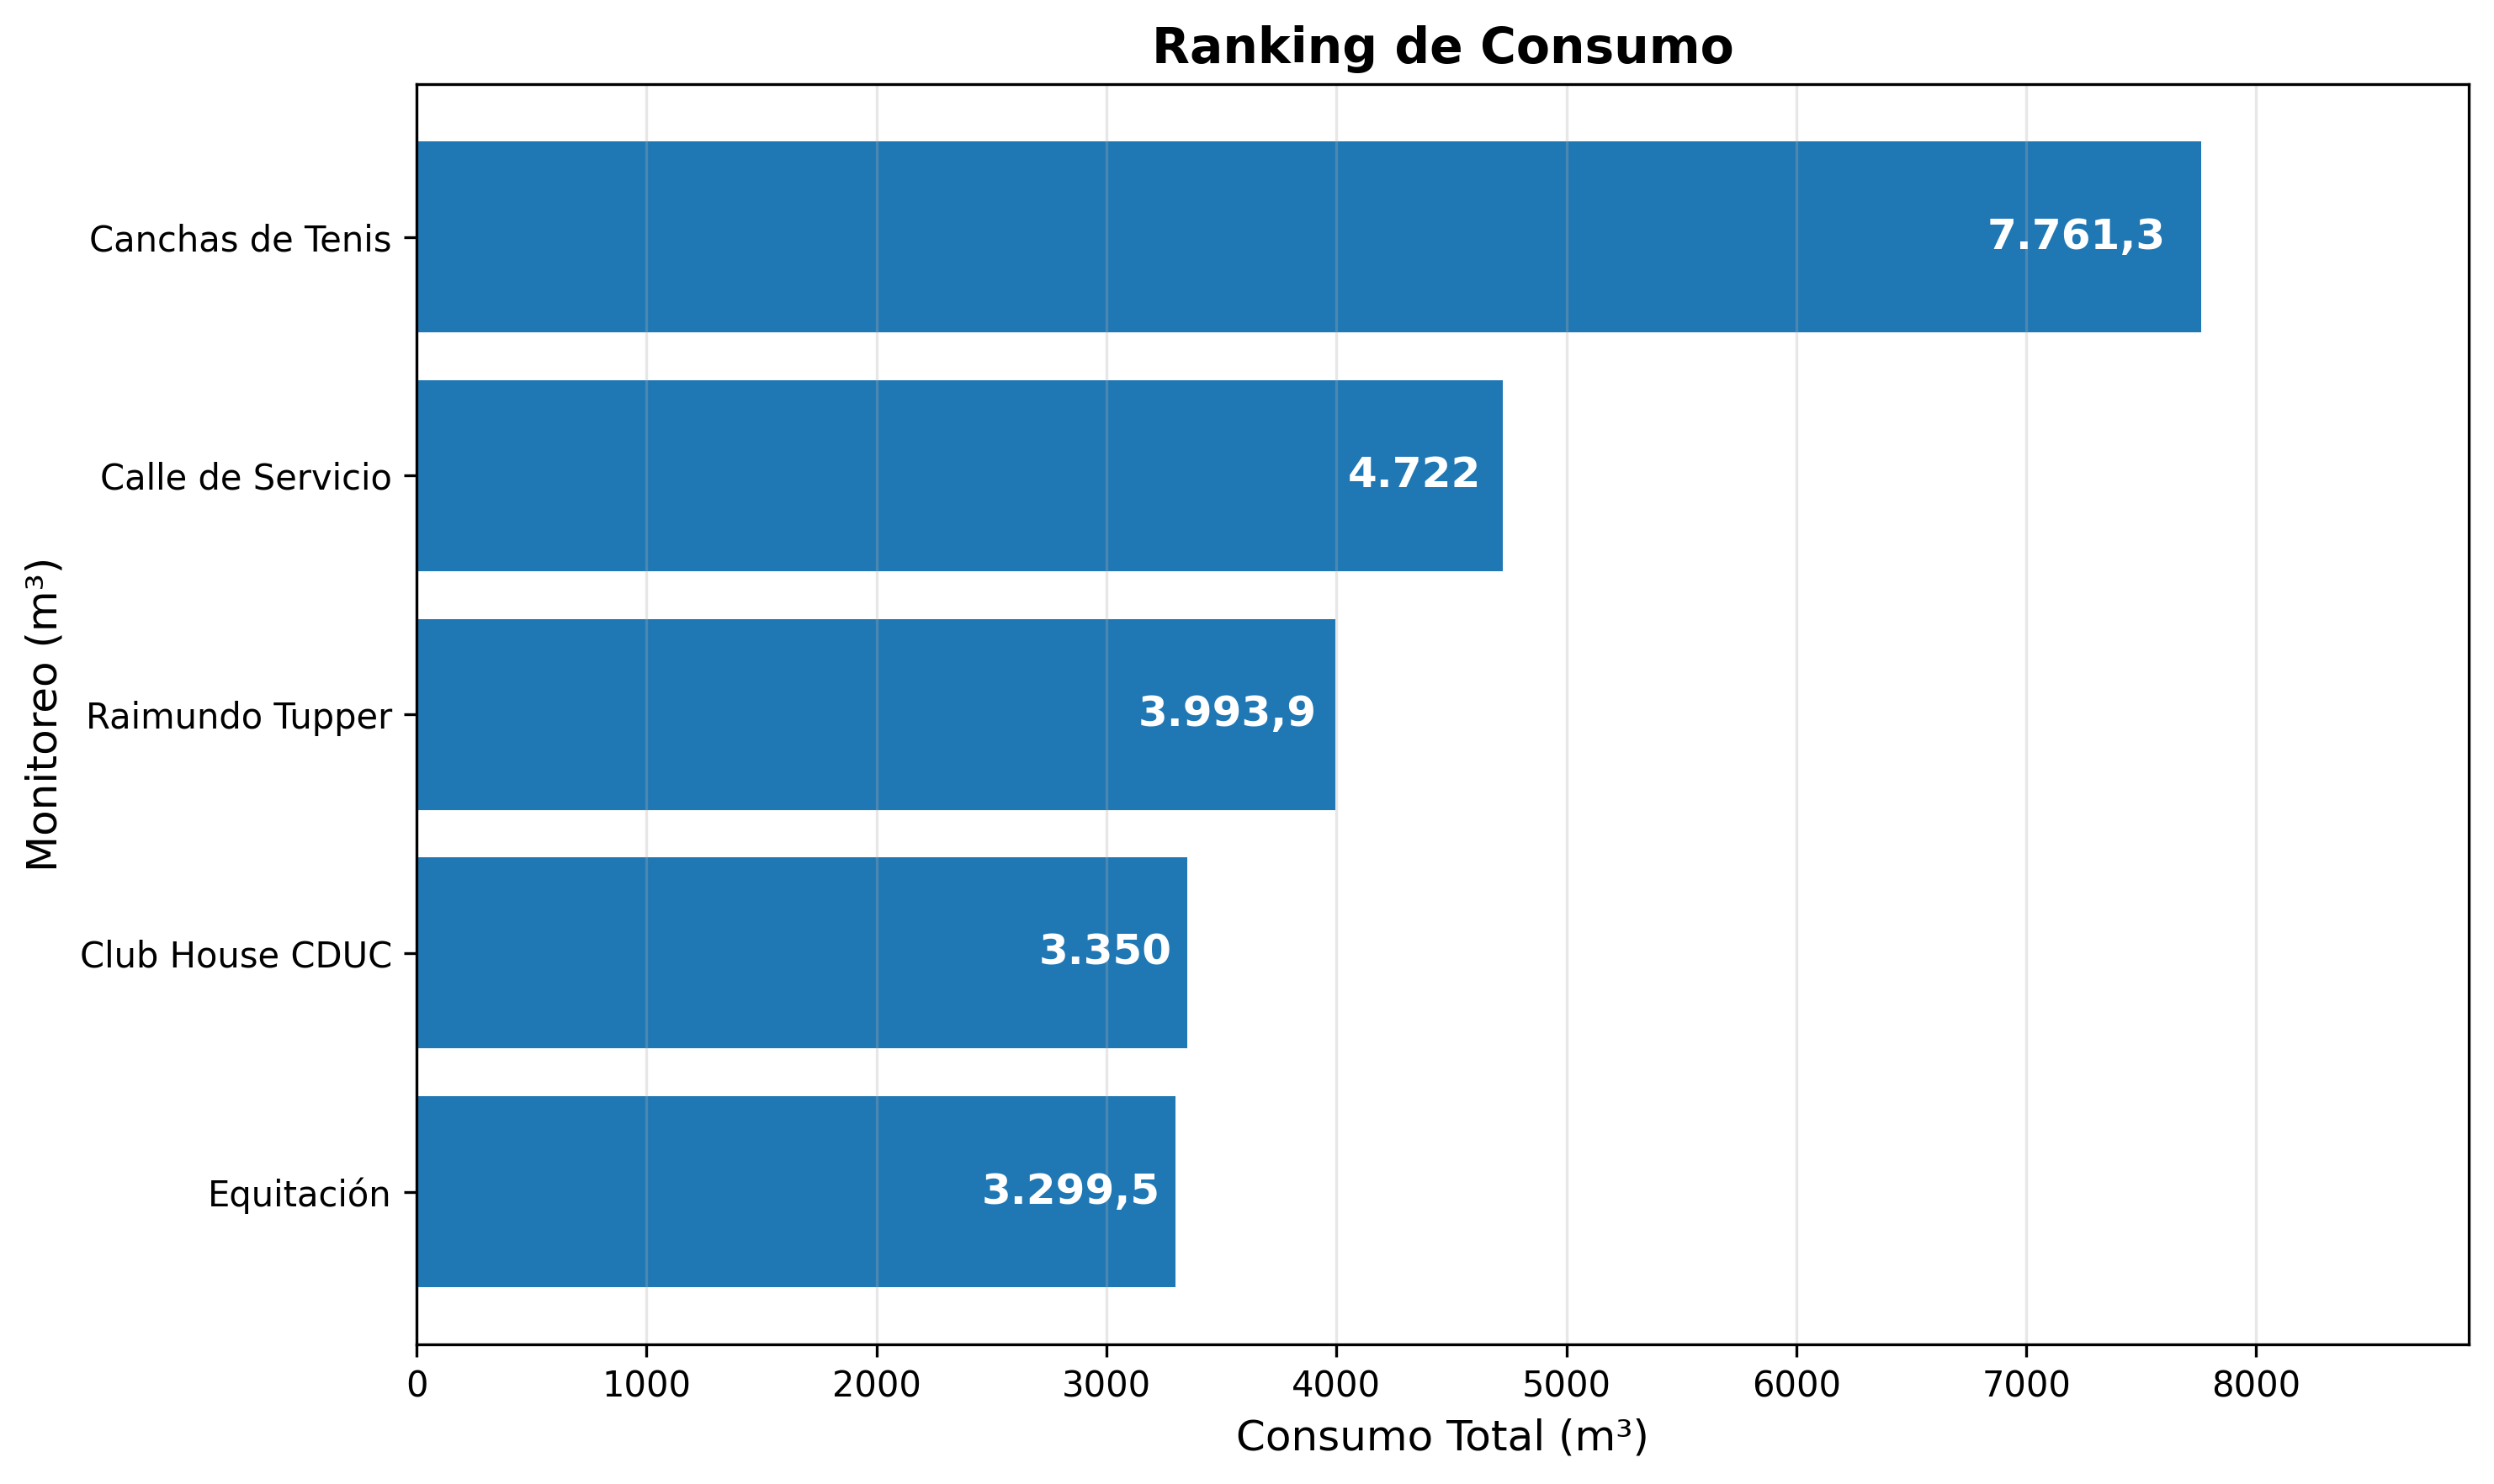 Ranking de Consumo
Monitoreo (m³)
Canchas de Tenis
7.761,3
Calle de Servicio
4.722
Raimundo Tupper
3.993,9
Club House CDUC
3.350
Equitación
3.299,5
0 1000 2000 3000 4000 5000 6000 7000 8000
Consumo Total (m³)